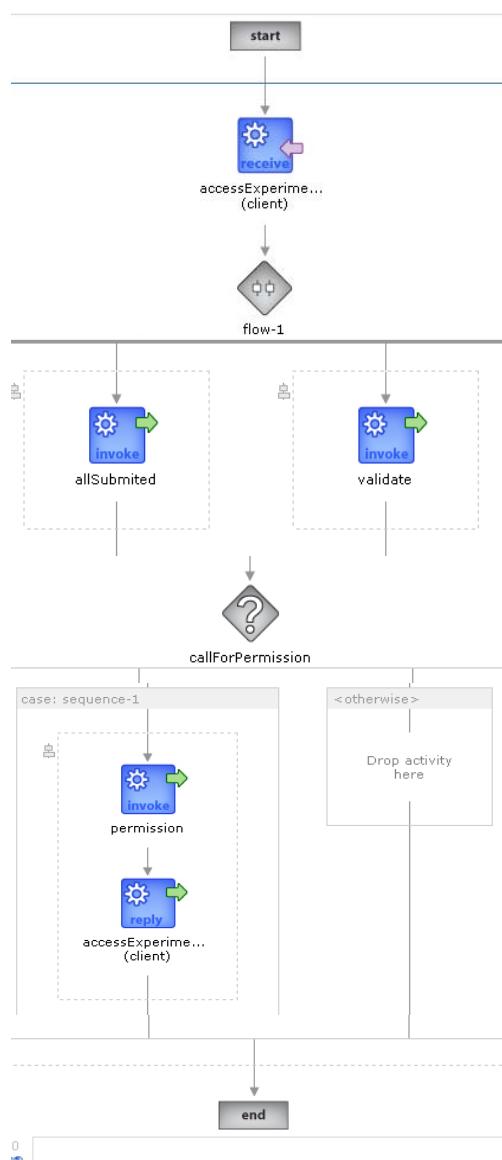 start
receive
accessExperime...
(client)
flow-1
invoke
allSubmited
invoke
validate
callForPermission
case: sequence-1
<otherwise>
Drop activity
here
invoke
permission
reply
accessExperime...
(client)
end
0